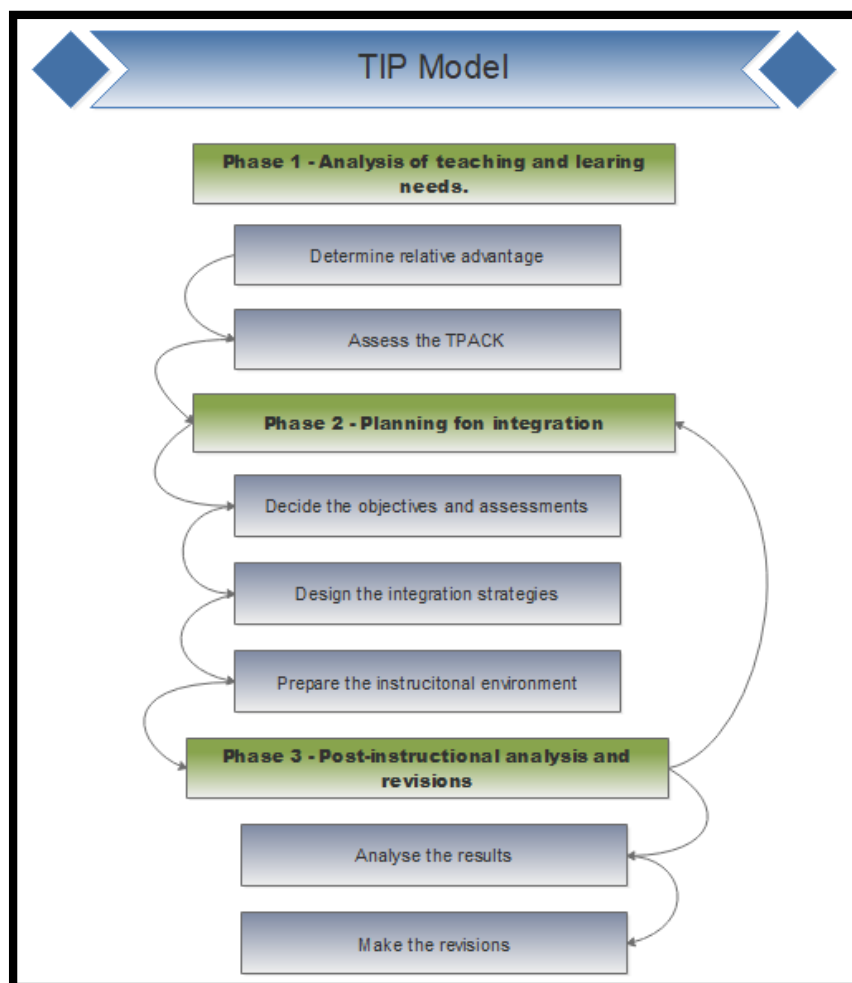 TIP Model
Phase 1 - Analysis of teaching and learing
needs.
Determine relative advantage
Assess the TPACK
Phase 2 - Planning fon integration
Decide the objectives and assessments
Design the integration strategies
Prepare the instrucitonal environment
Phase 3 - Post-instructional analysis and
revisions
Analyse the results
Make the revisions